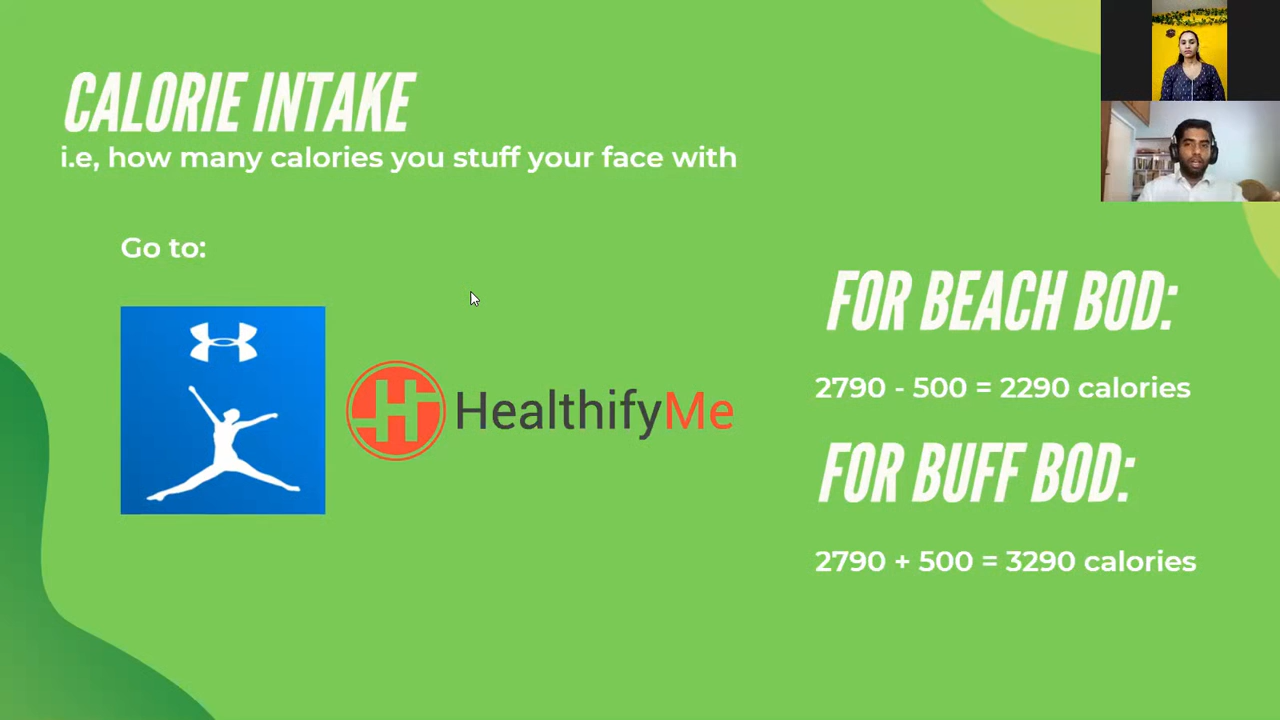 CALORIE INTAKE
i.e, how many calories you stuff your face with
Go to:
HealthifyMe
FOR BEACH BOD:
2790 - 500 = 2290 calories
FOR BUFF BOD:
2790 + 500 = 3290 calories